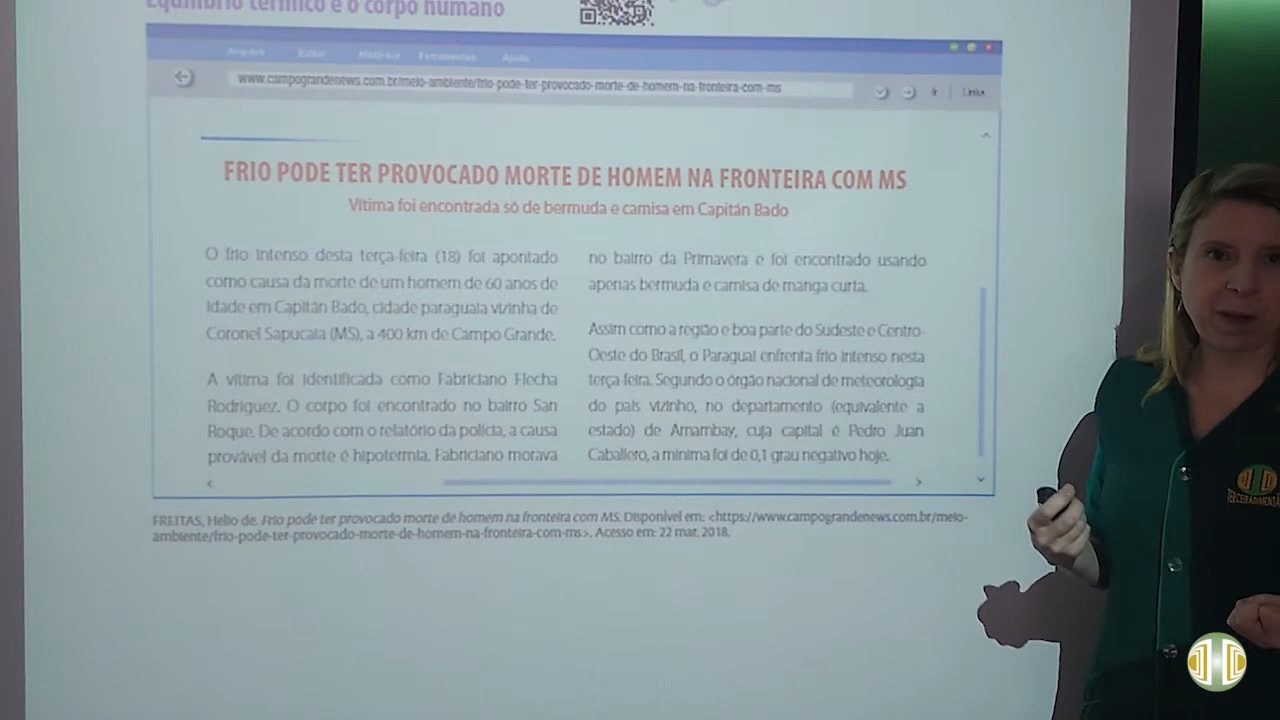 Equilíbrio térmico e o corpo humano
Arquivo Editar Histórico Ferramentas Ajuda
www.campograndenews.com.br/meio-ambiente/frio-pode-ter-provocado-morte-de-homem-na-fronteira-com-ms
Ir Links
FRIO PODE TER PROVOCADO MORTE DE HOMEM NA FRONTEIRA COM MS
Vítima foi encontrada só de bermuda e camisa em Capitán Bado
O frio intenso desta terça-feira (18) foi apontado
como causa da morte de um homem de 60 anos de
idade em Capitán Bado, cidade paraguaia vizinha de
Coronel Sapucaia (MS), a 400 km de Campo Grande.
A vítima foi identificada como Fabriciano Flecha
Rodriguez. O corpo foi encontrado no bairro San
Roque. De acordo com o relatório da polícia, a causa
provável da morte é hipotermia. Fabriciano morava
no bairro da Primavera e foi encontrado usando
apenas bermuda e camisa de manga curta.
Assim como a região e boa parte do Sudeste e Centro-
Oeste do Brasil, o Paraguai enfrenta frio intenso nesta
terça-feira. Segundo o órgão nacional de meteorologia
do país vizinho, no departamento (equivalente a
estado) de Amambay, cuja capital é Pedro Juan
Caballero, a mínima foi de 0,1 grau negativo hoje.
FREITAS, Helio de. Frio pode ter provocado morte de homem na fronteira com MS. Disponível em: <https://www.campograndenews.com.br/meio-
ambiente/frio-pode-ter-provocado-morte-de-homem-na-fronteira-com-ms>. Acesso em: 22 mar. 2018.
TERCEIRADIMENSÃ